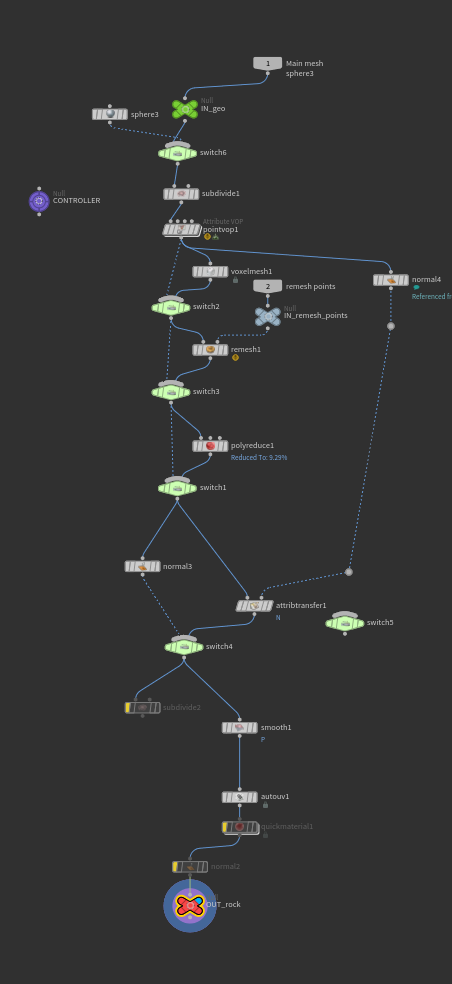 1
Main mesh
sphere3
Null
IN_geo
sphere3
switch6
subdivide1
Null
CONTROLLER
Attribute VOP
pointvop1
voxelmesh1
normal4
Referenced fr
2
remesh points
switch2
Null
IN_remesh_points
remesh1
switch3
polyreduce1
Reduced To: 9.29%
switch1
normal3
attribtransfer1
N
switch5
switch4
subdivide2
smooth1
P
autouv1
quickmaterial1
normal2
OUT_rock